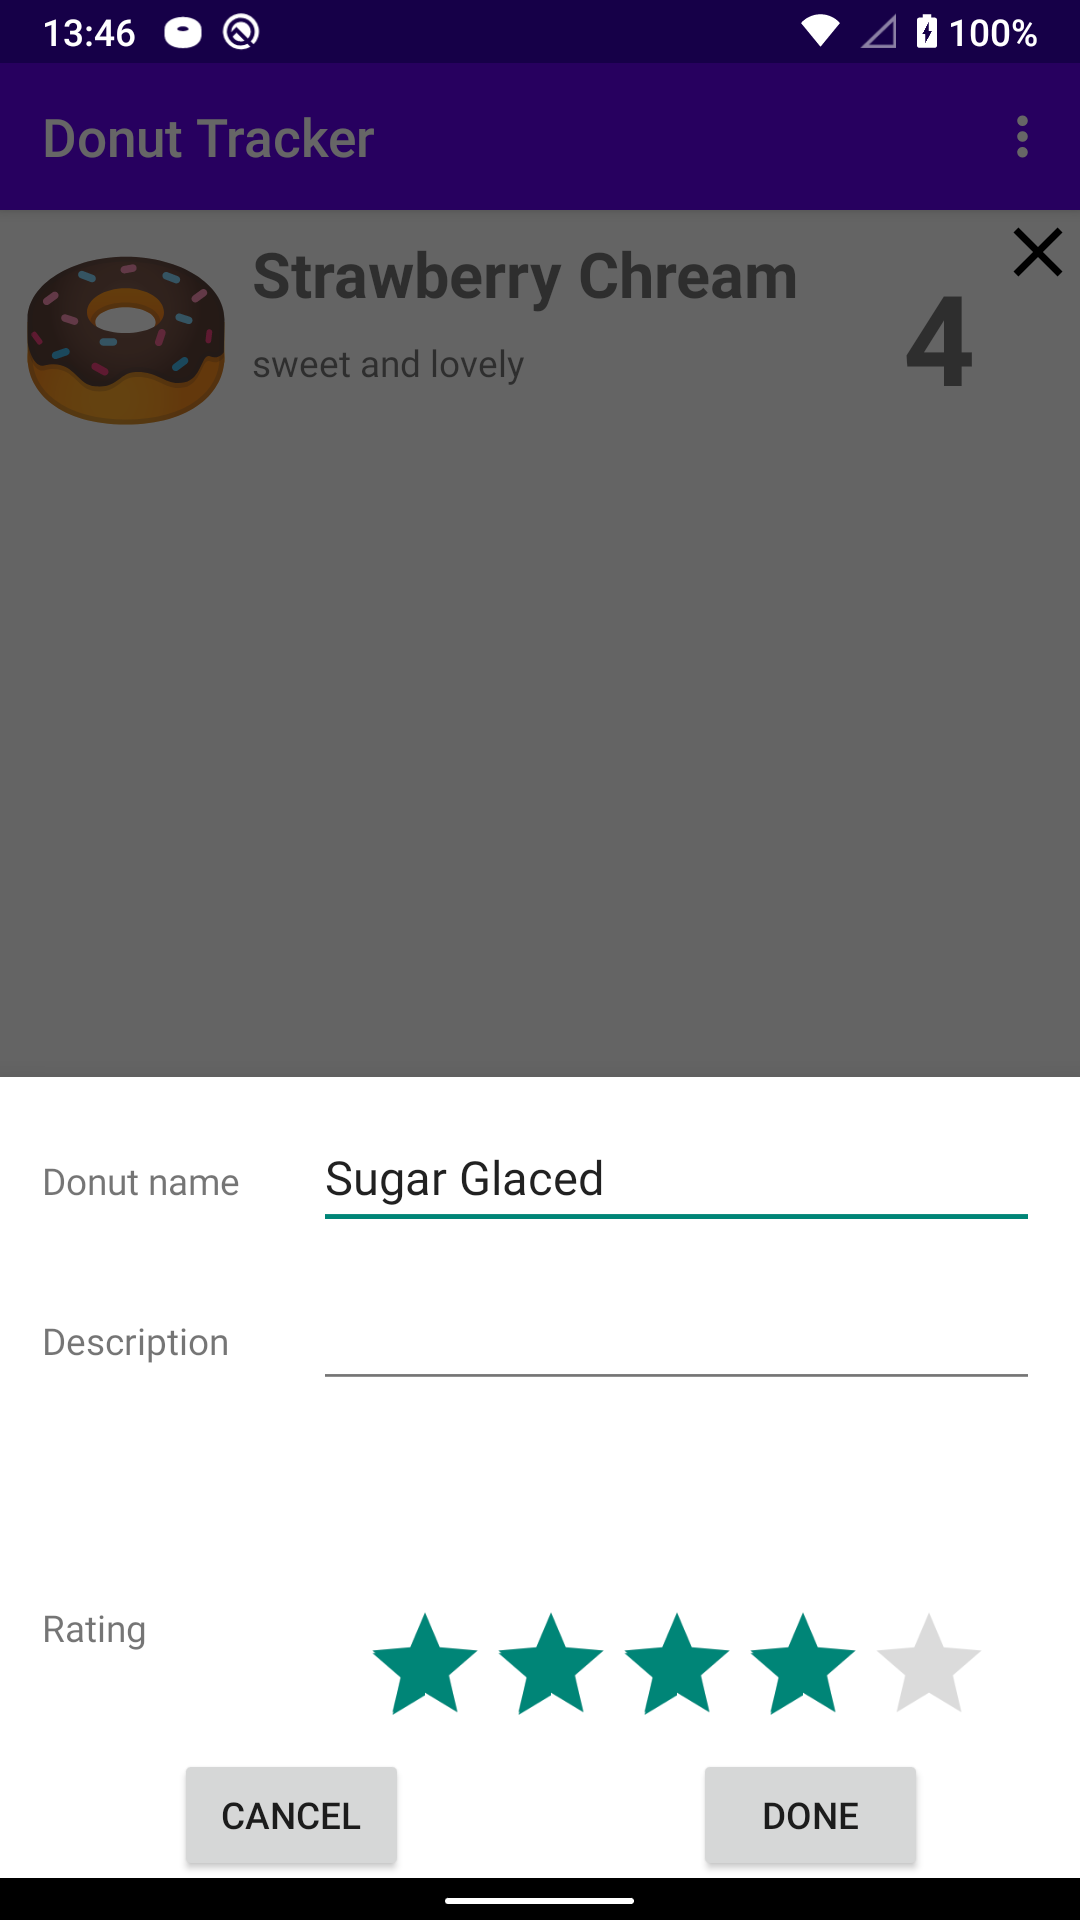 13:46 100%
Donut Tracker
Strawberry Chream
sweet and lovely
4
Donut name Sugar Glaced
Description
Rating
CANCEL DONE